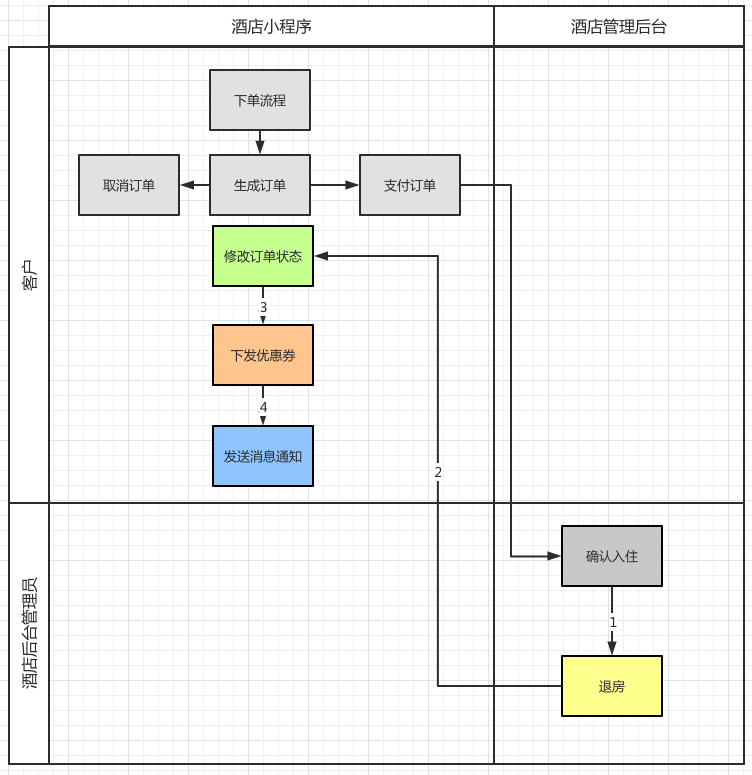 酒店小程序
酒店管理后台
客户
下单流程
取消订单
生成订单
支付订单
修改订单状态
3
下发优惠券
4
发送消息通知
2
酒店后台管理员
确认入住
1
退房